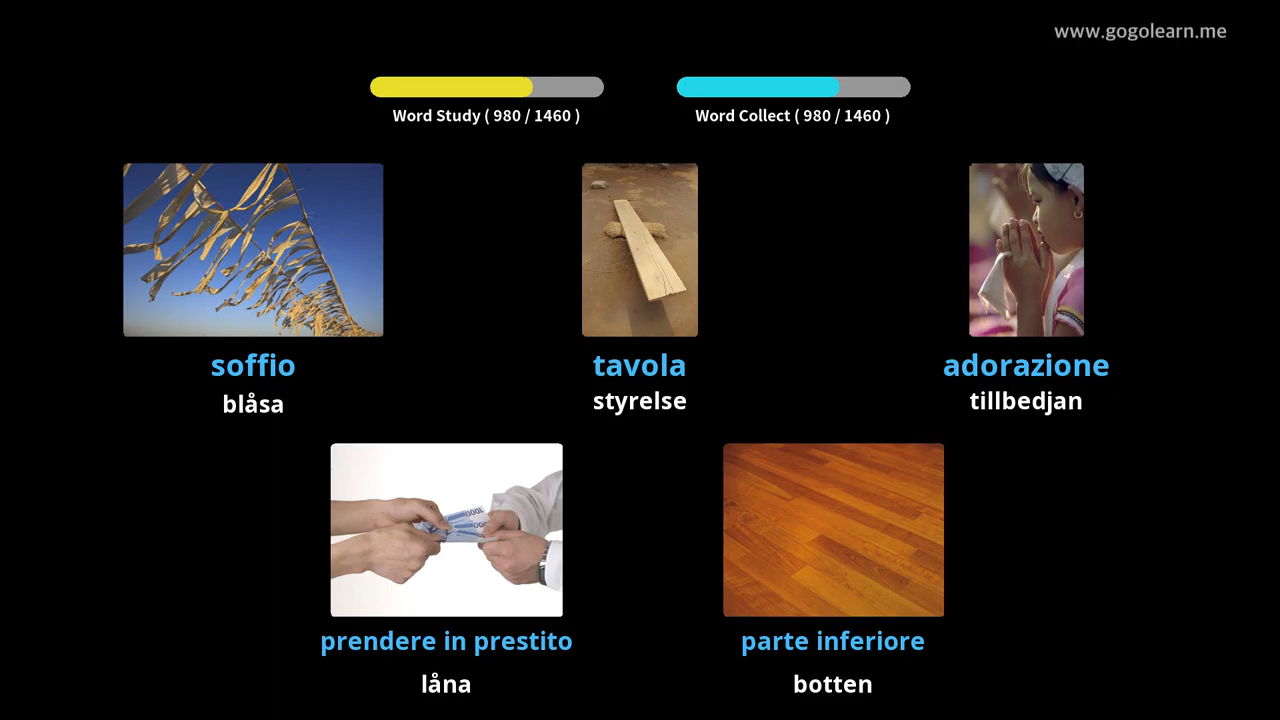 www.gogolearn.me
Word Study ( 980 / 1460 )
Word Collect ( 980 / 1460 )
soffio
blåsa
tavola
styrelse
adorazione
tillbedjan
prendere in prestito
låna
parte inferiore
botten